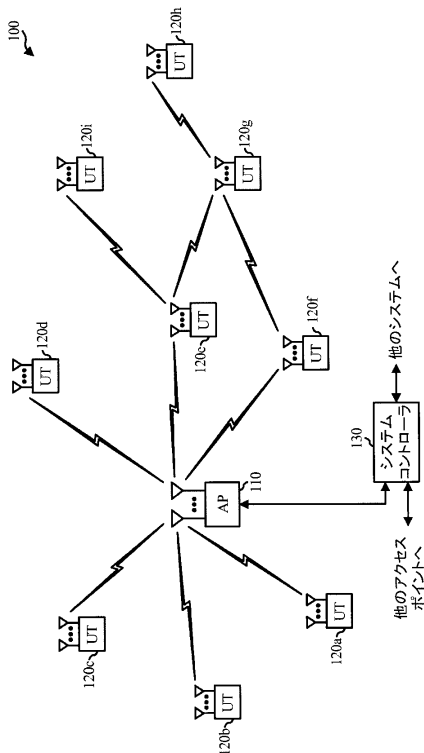 100
120h
UT
120i
UT
120g
UT
120d
UT
120e
UT
120f
UT
110
AP
120c
UT
120b
UT
120a
UT
130
システム
コントローラ
他のシステムへ
他のアクセス
ポイントへ